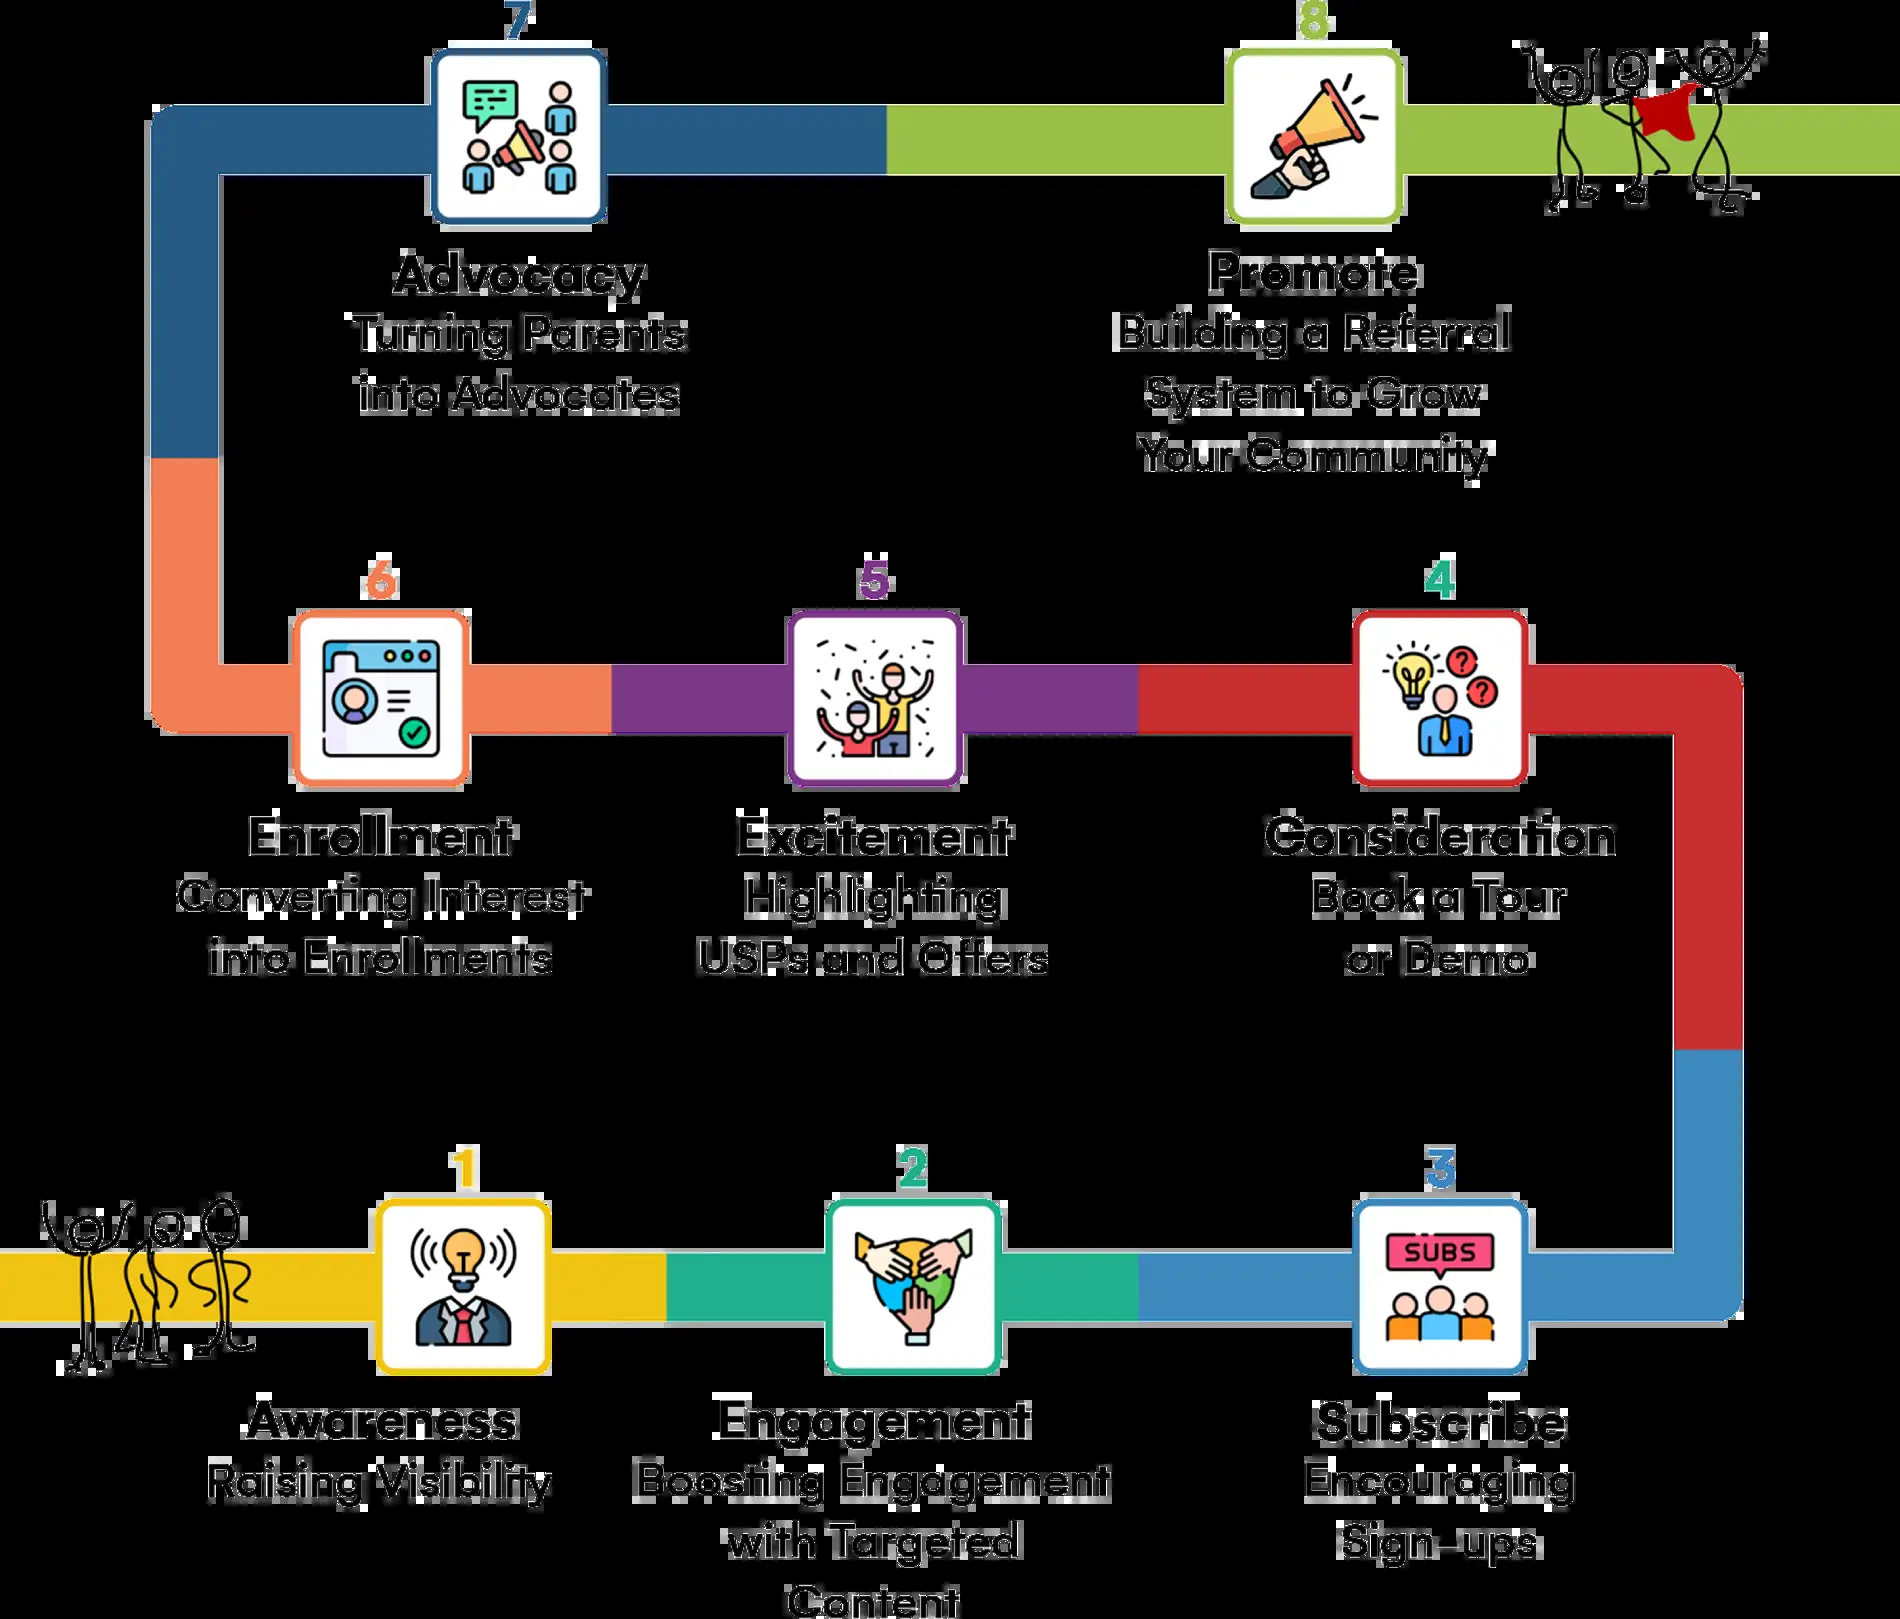 7
8
Advocacy
Turning Parents
into Advocates
Promote
Building a Referral
System to Grow
Your Community
6
5
4
?
?
Enrollment
Converting Interest
into Enrollments
Excitement
Highlighting
USPs and Offers
Consideration
Book a Tour
or Demo
1
2
3
SUBS
Awareness
Raising Visibility
Engagement
Boosting Engagement
with Targeted
Content
Subscribe
Encouraging
Sign-ups